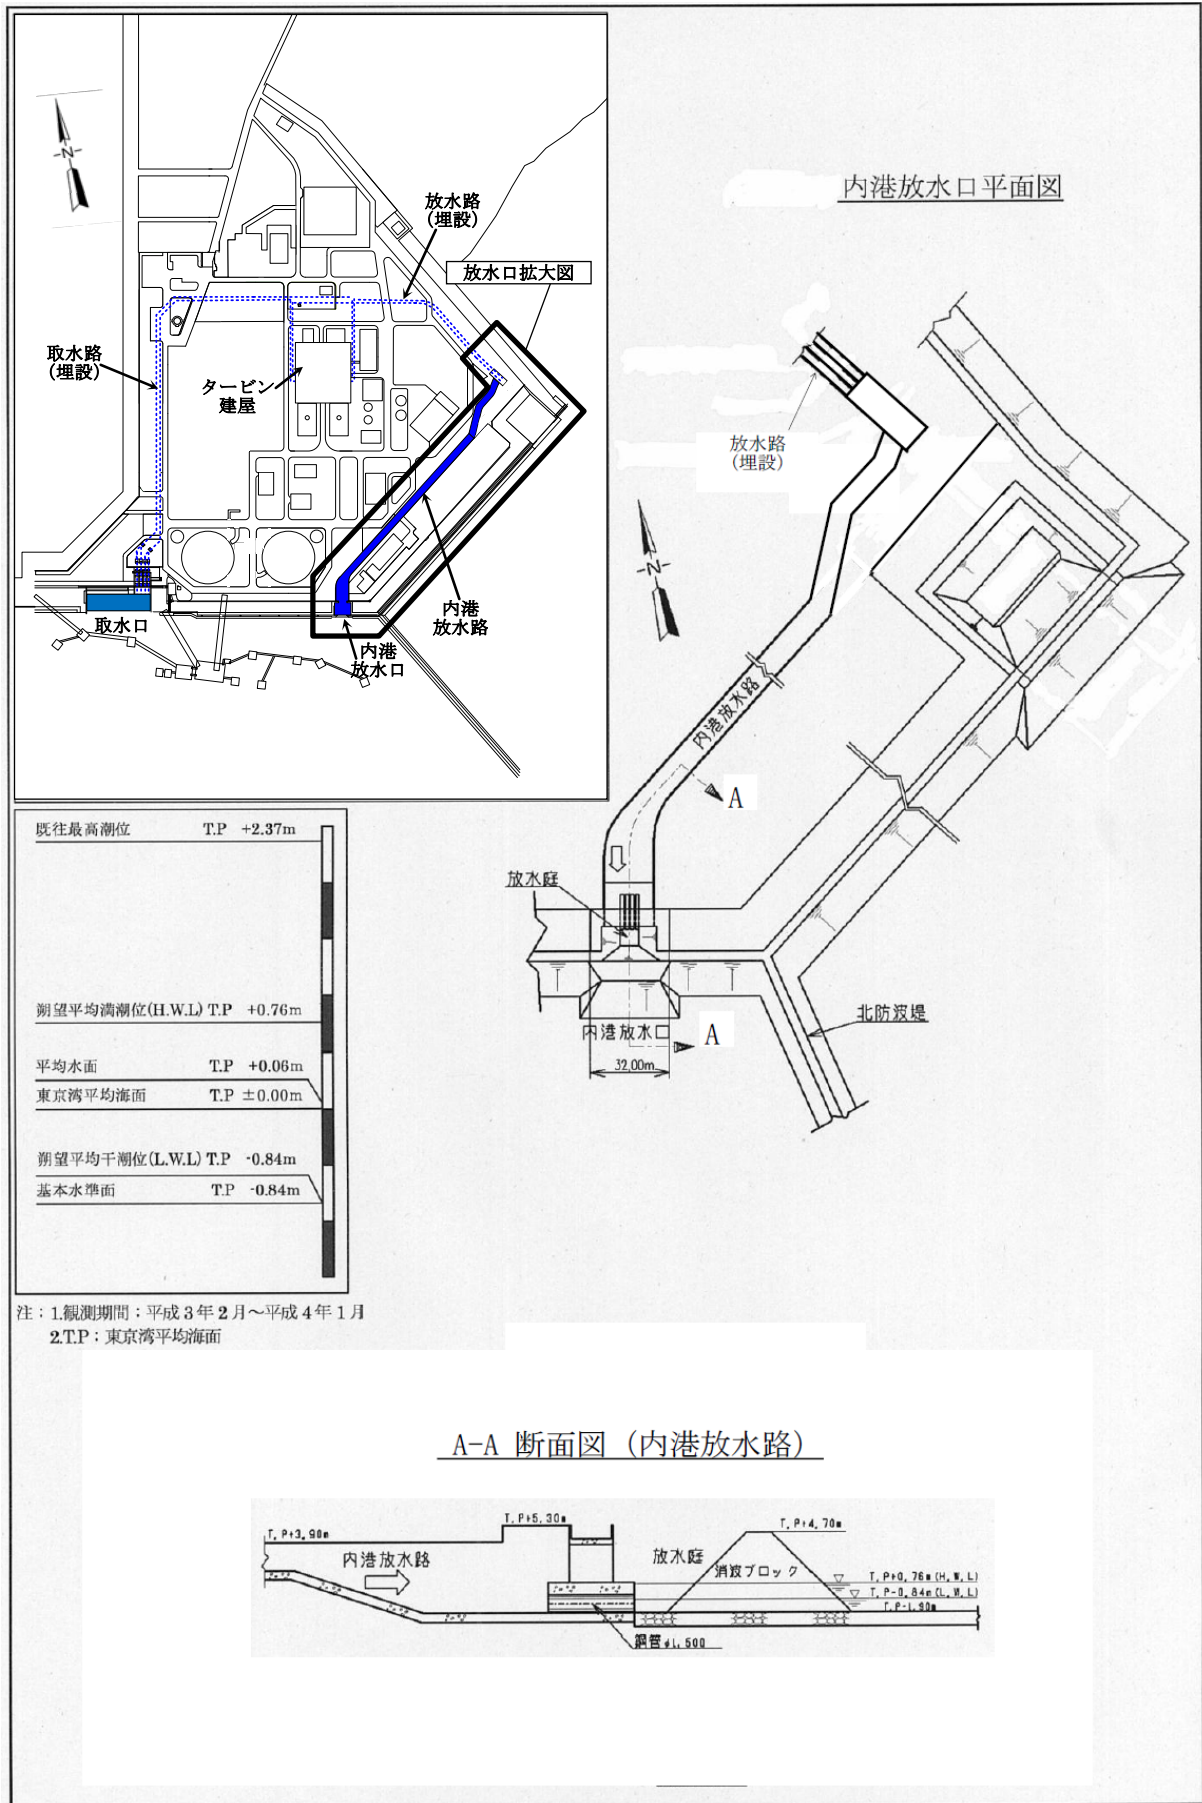 内港放水口平面図
放水路
(埋設)
放水口拡大図
取水路
(埋設)
タービン
建屋
内港
放水路
取水口
内港
放水口
N
放水路
(埋設)
N
内港放水路
A
放水庭
内港放水口
A
32.00m
北防波堤
既往最高潮位 T.P +2.37m
朔望平均満潮位(H.W.L) T.P +0.76m
平均水面 T.P +0.06m
東京湾平均海面 T.P ±0.00m
朔望平均干潮位(L.W.L) T.P -0.84m
基本水準面 T.P -0.84m
注：1.観測期間：平成３年２月～平成４年１月
2.T.P：東京湾平均海面
A-A 断面図（内港放水路）
T.P+3.90m
T.P+5.30m
T.P+4.70m
内港放水路
放水庭
消波ブロック
T.P+0.76m(H.W.L)
T.P-0.84m(L.W.L)
T.P-1.90m
鋼管φ1,500